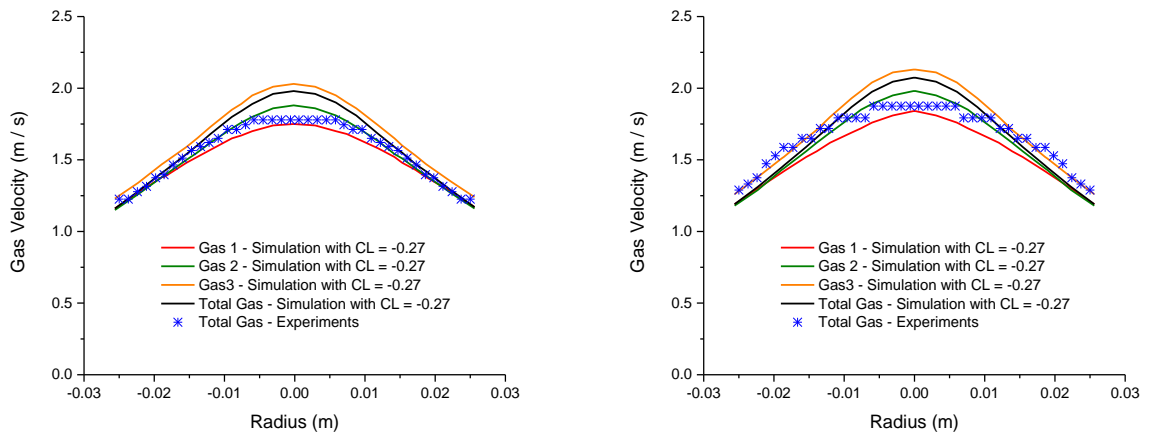 2.5
2.0
1.5
1.0
0.5
0.0
Gas Velocity (m / s)
Gas 1 - Simulation with CL = -0.27
Gas 2 - Simulation with CL = -0.27
Gas3 - Simulation with CL = -0.27
Total Gas - Simulation with CL = -0.27
Total Gas - Experiments
-0.03 -0.02 -0.01 0.00 0.01 0.02 0.03
Radius (m)
2.5
2.0
1.5
1.0
0.5
0.0
Gas Velocity (m / s)
Gas 1 - Simulation with CL = -0.27
Gas 2 - Simulation with CL = -0.27
Gas3 - Simulation with CL = -0.27
Total Gas - Simulation with CL = -0.27
Total Gas - Experiments
-0.03 -0.02 -0.01 0.00 0.01 0.02 0.03
Radius (m)